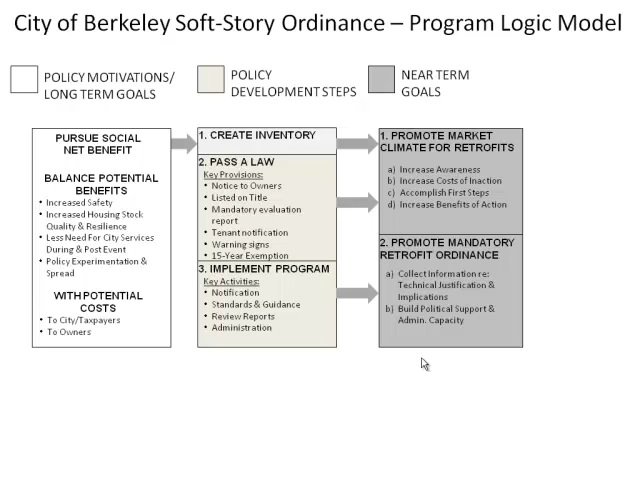 City of Berkeley Soft-Story Ordinance – Program Logic Model
POLICY MOTIVATIONS/
LONG TERM GOALS
POLICY
DEVELOPMENT STEPS
NEAR TERM
GOALS
PURSUE SOCIAL
NET BENEFIT
BALANCE POTENTIAL
BENEFITS
• Increased Safety
• Increased Housing Stock
Quality & Resilience
• Less Need For City Services
During & Post Event
• Policy Experimentation &
Spread
WITH POTENTIAL
COSTS
• To City/Taxpayers
• To Owners
1. CREATE INVENTORY
2. PASS A LAW
Key Provisions:
• Notice to Owners
• Listed on Title
• Mandatory evaluation
report
• Tenant notification
• Warning signs
• 15-Year Exemption
3. IMPLEMENT PROGRAM
Key Activities:
• Notification
• Standards & Guidance
• Review Reports
• Administration
1. PROMOTE MARKET
CLIMATE FOR RETROFITS
a) Increase Awareness
b) Increase Costs of Inaction
c) Accomplish First Steps
d) Increase Benefits of Action
2. PROMOTE MANDATORY
RETROFIT ORDINANCE
a) Collect Information re:
Technical Justification &
Implications
b) Build Political Support &
Admin. Capacity